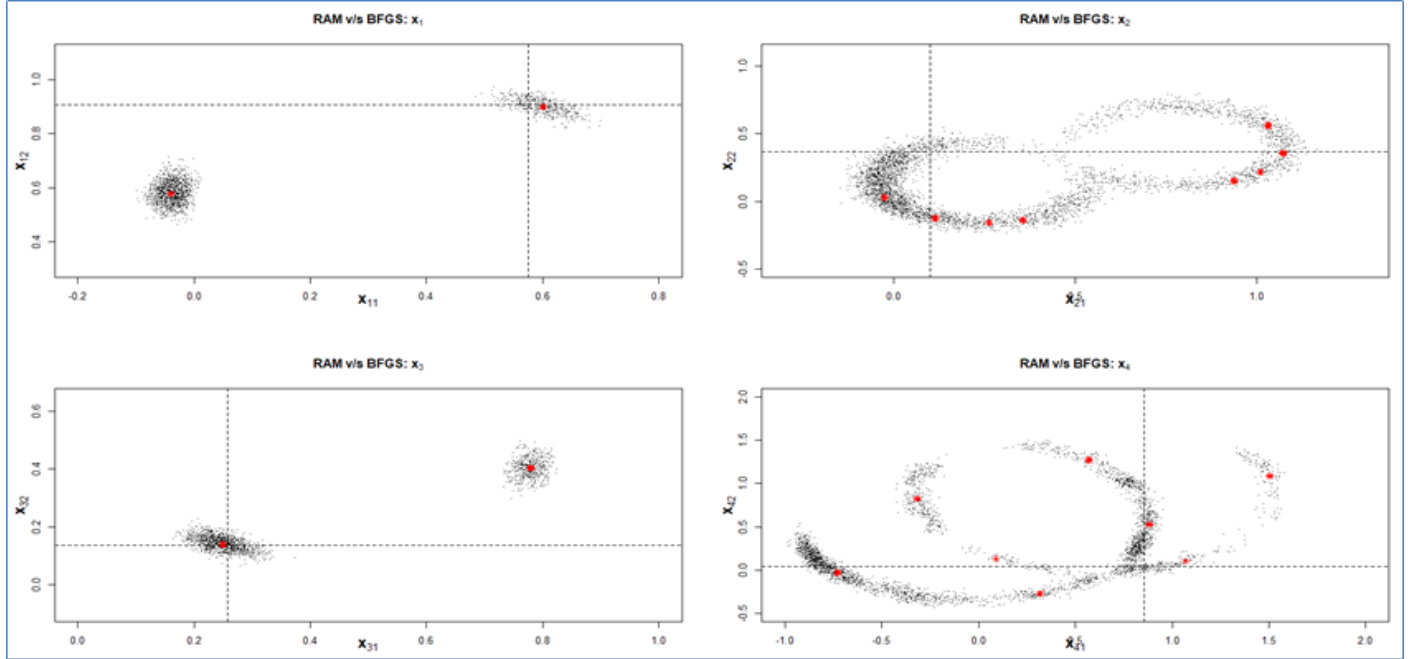 RAM v/s BFGS: x₁
x₁₂
0.4 0.6 0.8 1.0
-0.2 0.0 0.2 0.4 0.6 0.8
x₁₁
RAM v/s BFGS: x₂
x₂₂
-0.5 0.0 0.5 1.0
0.0 0.5 1.0
x₂₁
RAM v/s BFGS: x₃
x₃₂
0.0 0.2 0.4 0.6
0.0 0.2 0.4 0.6 0.8 1.0
x₃₁
RAM v/s BFGS: x₄
x₄₂
-0.5 0.0 0.5 1.0 1.5 2.0
-1.0 -0.5 0.0 0.5 1.0 1.5 2.0
x₄₁